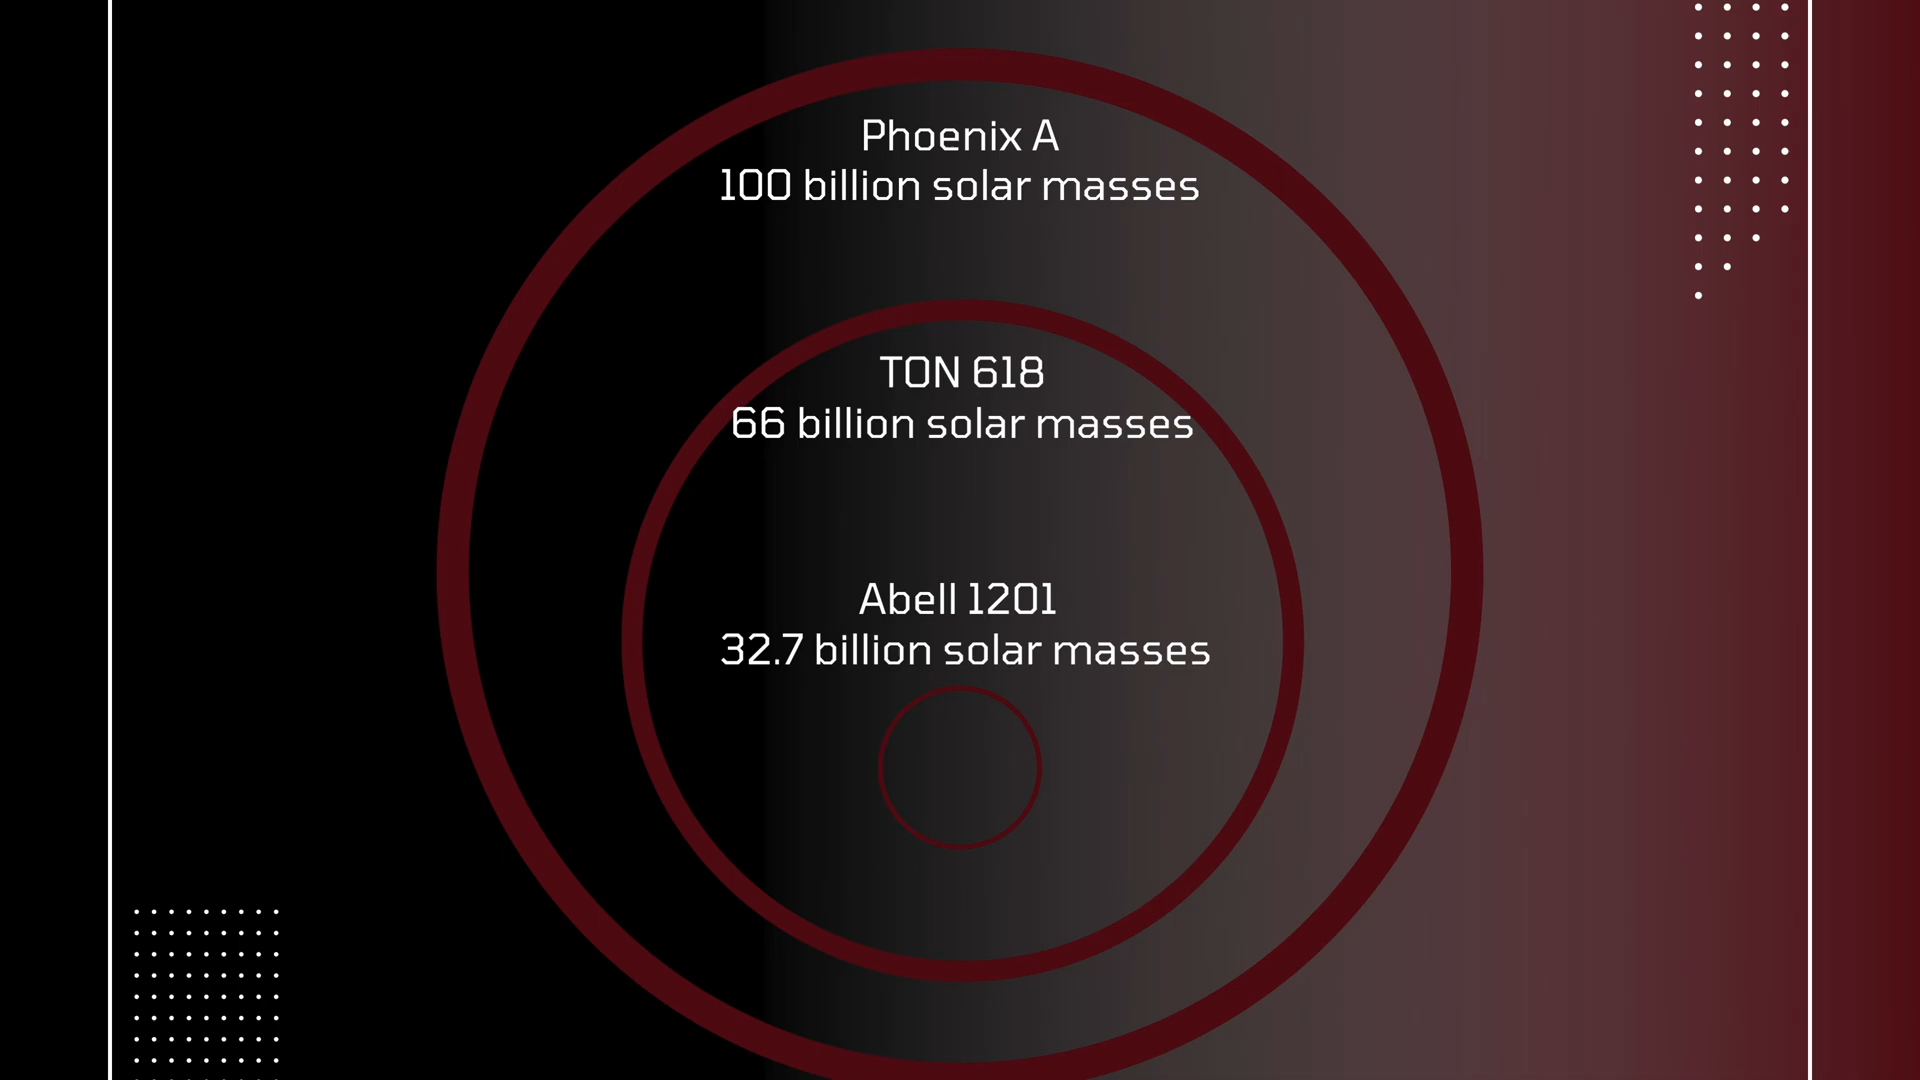 Phoenix A
100 billion solar masses
TON 618
66 billion solar masses
Abell 1201
32.7 billion solar masses